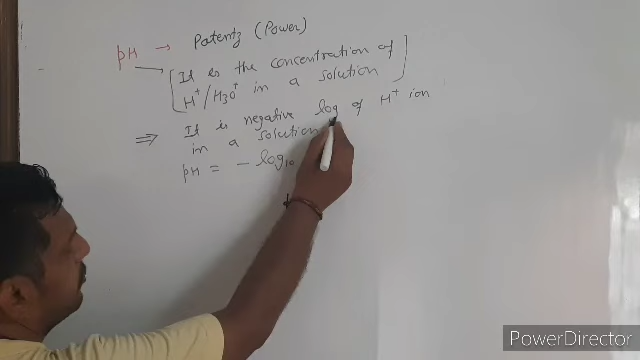 pH → Patentz (Power)
It is the concentration of
H⁺/H3O⁺ in a solution
⇒ It is negative log of H⁺ ion
in a solution
pH = - log₁₀
PowerDirector